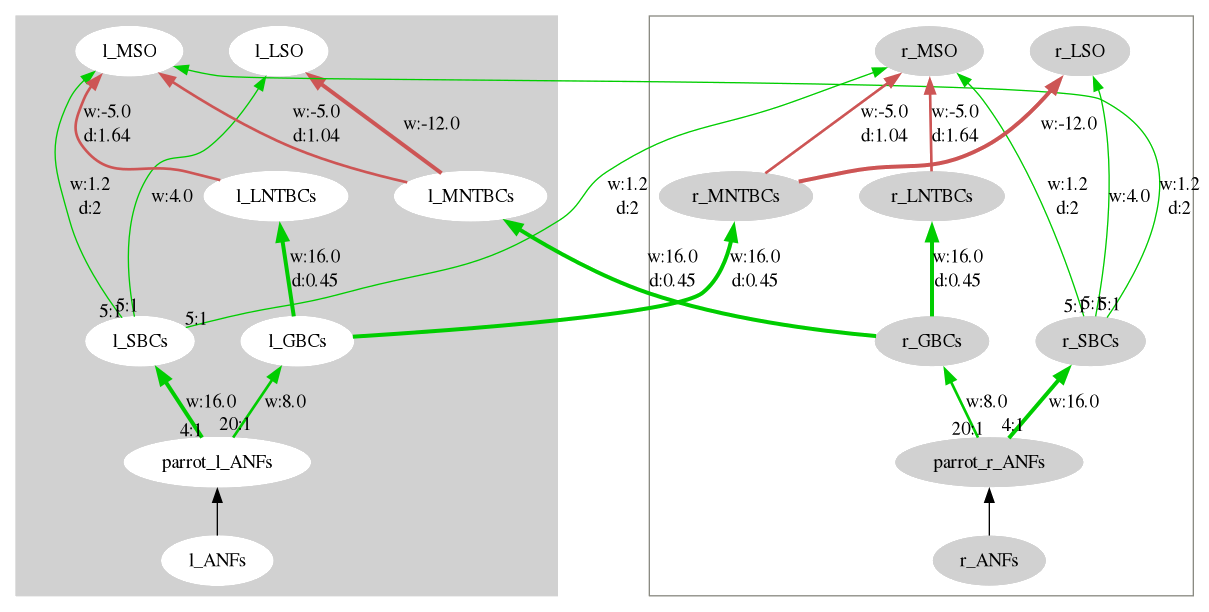 l_MSO
l_LSO
r_MSO
r_LSO
w:-5.0
d:1.64
w:-5.0
d:1.04
w:-12.0
w:-5.0
d:1.04
w:-5.0
d:1.64
w:-12.0
w:1.2
d:2
w:4.0
l_LNTBCs
l_MNTBCs
w:1.2
d:2
r_MNTBCs
r_LNTBCs
w:1.2
d:2
w:4.0
w:1.2
d:2
w:16.0
d:0.45
w:16.0
d:0.45
w:16.0
d:0.45
w:16.0
d:0.45
5:1
5:1
5:1
5:1
5:1
5:1
l_SBCs
l_GBCs
r_GBCs
r_SBCs
w:16.0
w:8.0
w:8.0
w:16.0
4:1
20:1
20:1
4:1
parrot_l_ANFs
parrot_r_ANFs
l_ANFs
r_ANFs